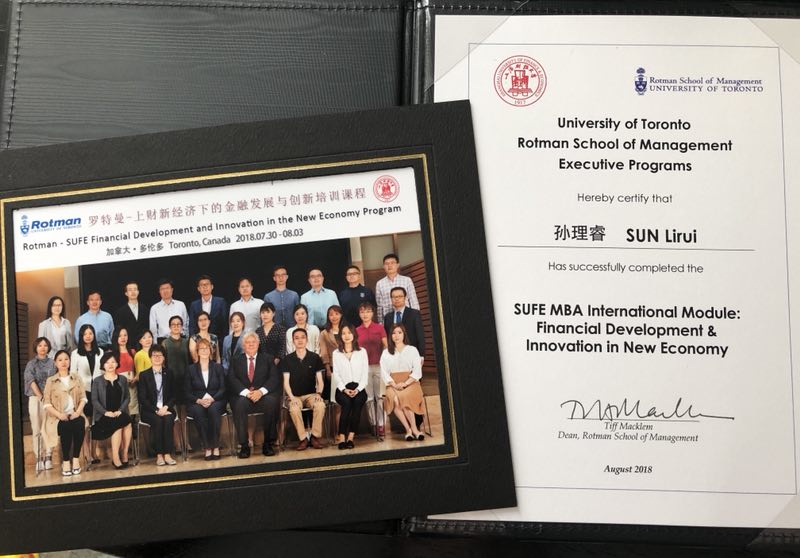 Rotman
UNIVERSITY OF TORONTO
罗特曼-上财新经济下的金融发展与创新培训课程
Rotman - SUFE Financial Development and Innovation in the New Economy Program
加拿大·多伦多 Toronto,Canada 2018.07.30 -08.03
1917
Rotman School of Management
UNIVERSITY OF TORONTO
University of Toronto
Rotman School of Management
Executive Programs
Hereby certify that
孙理睿 SUN Lirui
Has successfully completed the
SUFE MBA International Module:
Financial Development &
Innovation in New Economy
Tiff Macklem
Dean, Rotman School of Management
August 2018